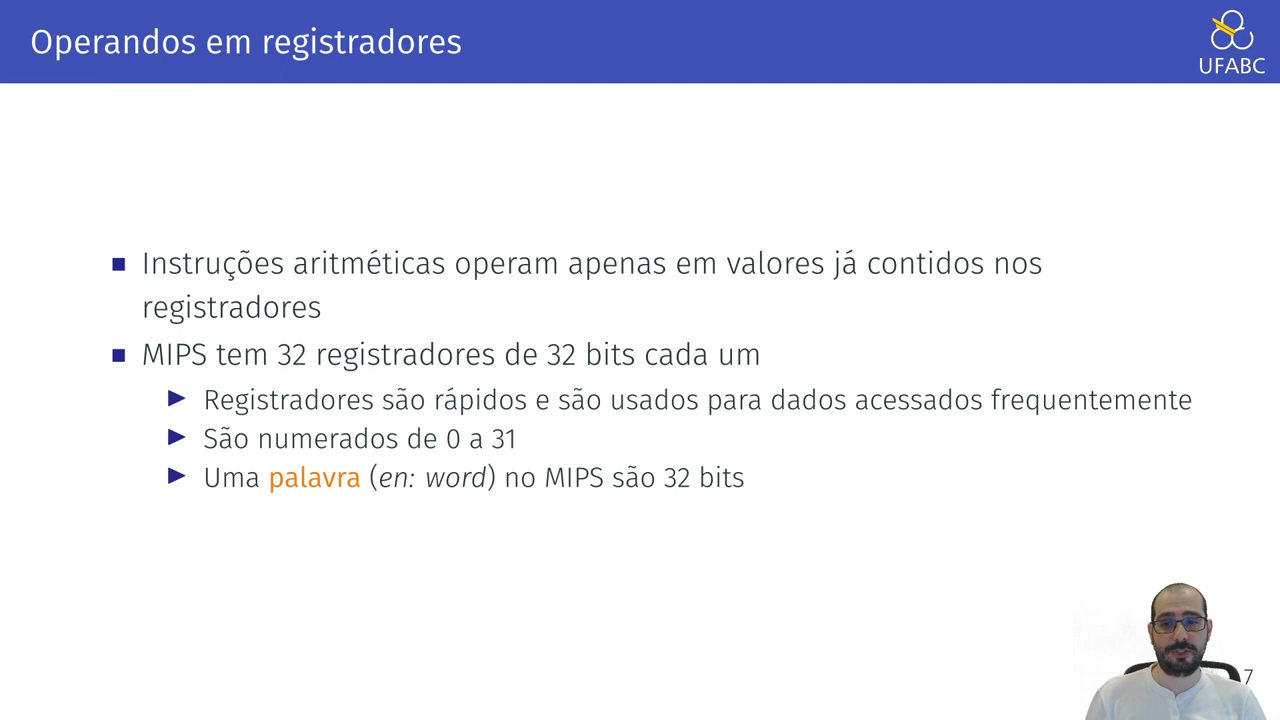 Operandos em registradores
UFABC
Instruções aritméticas operam apenas em valores já contidos nos
registradores
MIPS tem 32 registradores de 32 bits cada um
Registradores são rápidos e são usados para dados acessados frequentemente
São numerados de 0 a 31
Uma palavra (en: word) no MIPS são 32 bits
7